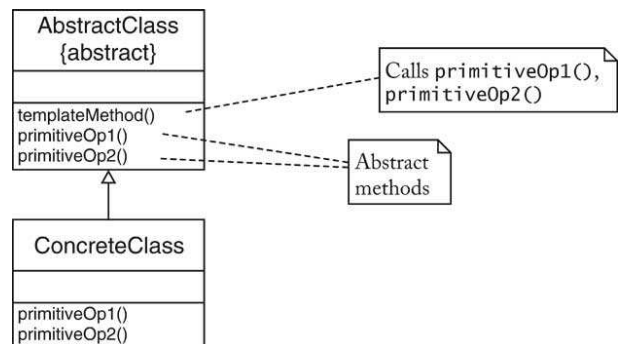 AbstractClass
{abstract}
templateMethod()
primitiveOp1()
primitiveOp2()
Calls primitiveOp1(),
primitiveOp2()
Abstract
methods
ConcreteClass
primitiveOp1()
primitiveOp2()